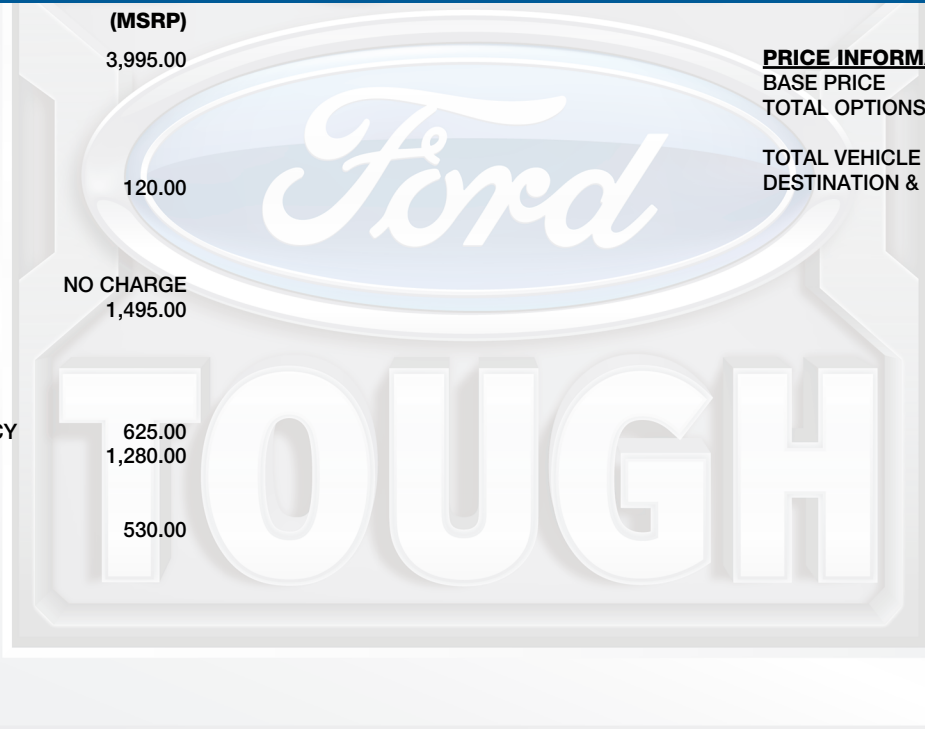 (MSRP)
3,995.00
120.00
NO CHARGE
1,495.00
CY 625.00
1,280.00
530.00
PRICE INFORMA
BASE PRICE
TOTAL OPTIONS
TOTAL VEHICLE
DESTINATION &
Ford
TOUGH